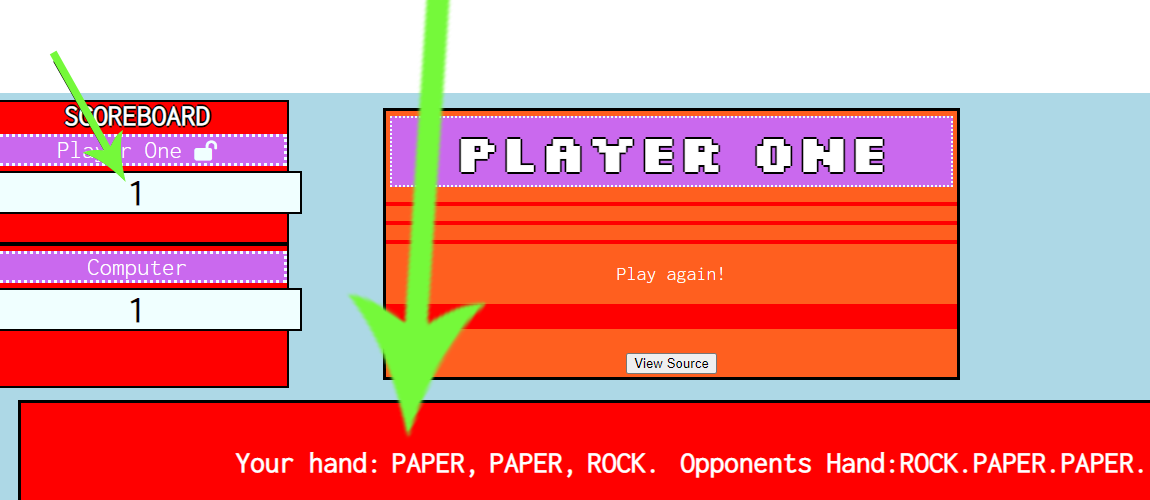 SCOREBOARD
Player One
1
Computer
1
PLAYER ONE
Play again!
View Source
Your hand: PAPER, PAPER, ROCK. Opponents Hand:ROCK.PAPER.PAPER.